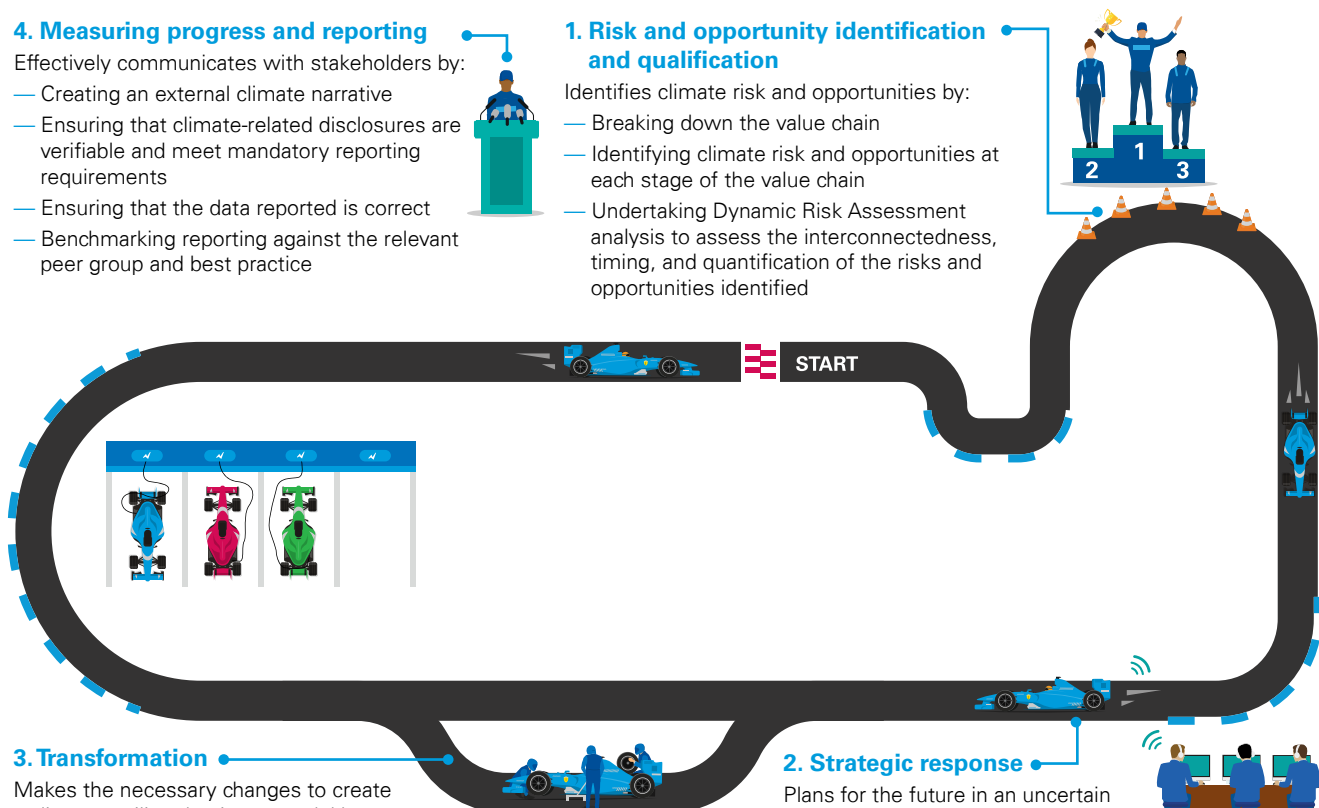 4. Measuring progress and reporting
Effectively communicates with stakeholders by:
— Creating an external climate narrative
— Ensuring that climate-related disclosures are
verifiable and meet mandatory reporting
requirements
— Ensuring that the data reported is correct
— Benchmarking reporting against the relevant
peer group and best practice
1. Risk and opportunity identification
and qualification
Identifies climate risk and opportunities by:
— Breaking down the value chain
— Identifying climate risk and opportunities at
each stage of the value chain
— Undertaking Dynamic Risk Assessment
analysis to assess the interconnectedness,
timing, and quantification of the risks and
opportunities identified
1
2
3
START
3. Transformation
Makes the necessary changes to create
2. Strategic response
Plans for the future in an uncertain